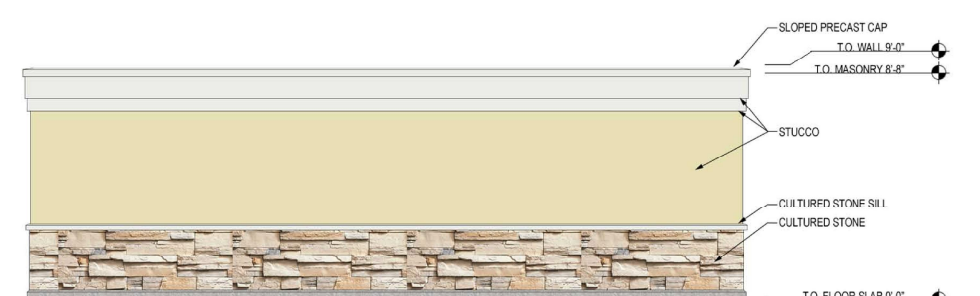 SLOPED PRECAST CAP
T.O. WALL 9'-0"
T.O. MASONRY 8'-8"
STUCCO
CULTURED STONE SILL
CULTURED STONE
T.O. FLOOR SLAB 0'-0"